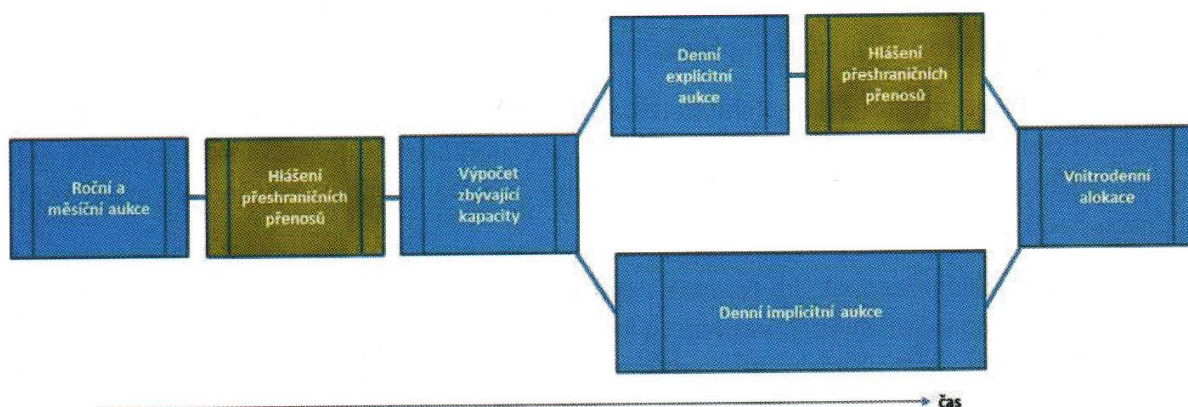 Roční a
měsíční aukce
Hlášení
přeshraničních
přenosů
Výpočet
zbývající
kapacity
Denní
explicitní
aukce
Hlášení
přeshraničních
přenosů
Denní implicitní aukce
Vnitrodenní
alokace
čas